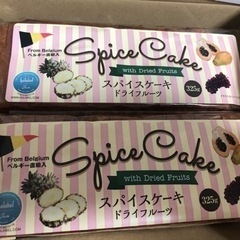 From Belgium
ベルギー直輸入
Spice Cake
with Dried Fruits
スパイスケーキ
ドライフルーツ
325g
From Belgium
ベルギー直輸入
Spice Cake
with Dried Fruits
スパイスケーキ
ドライフルーツ
325g